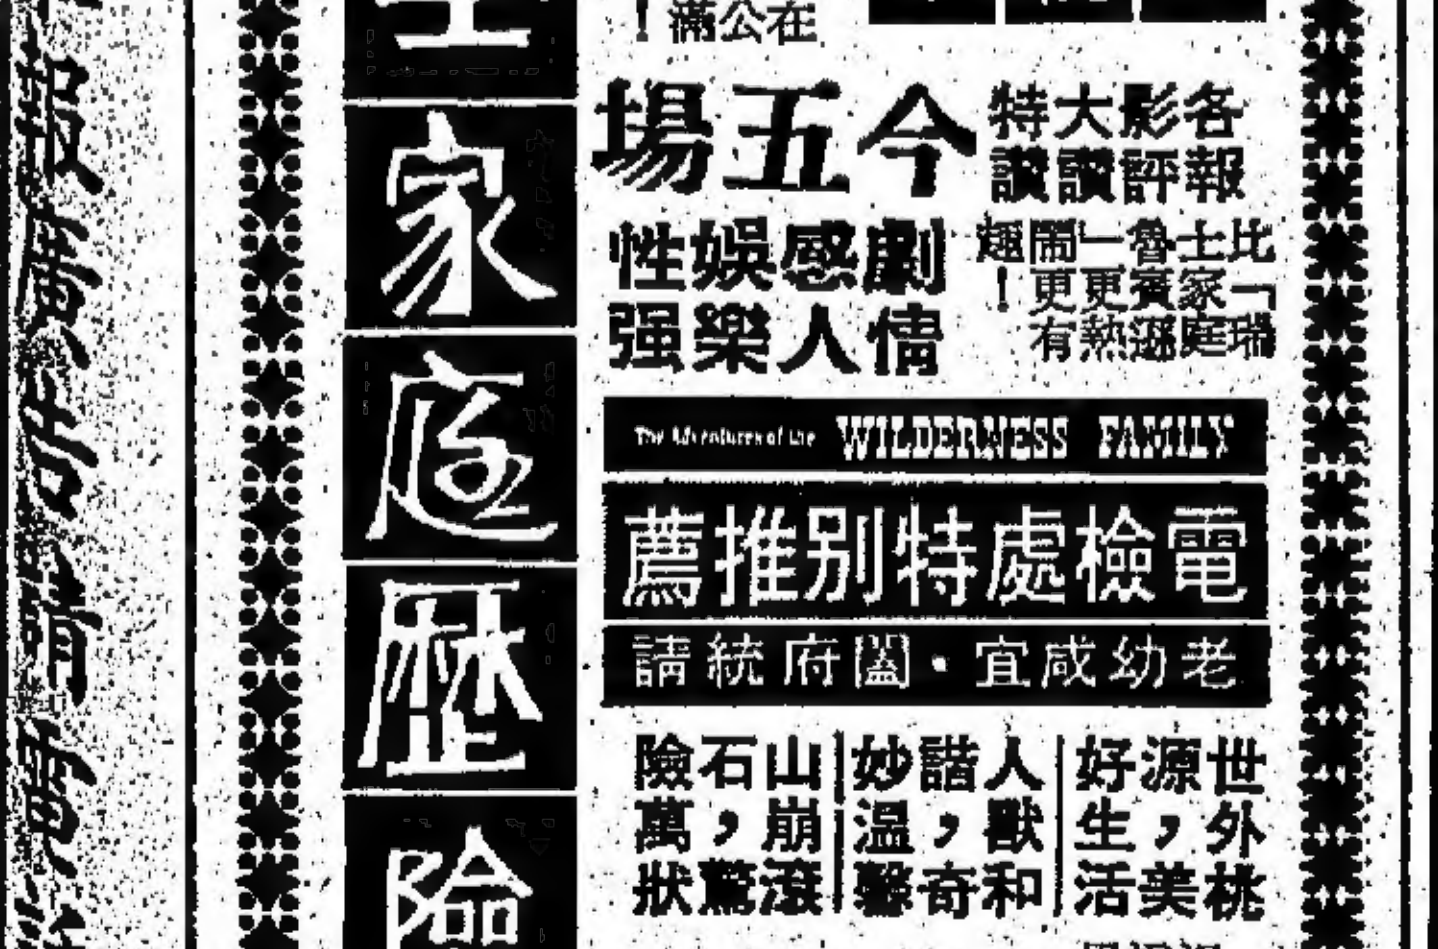 在公滿！
各報
影評
大讚
特讚
今五場
比「瑞
士家庭
魯賓遜
」更熱
鬧更有
趣！
劇情
感人
娛樂
性强
The Adventures of the WILDERNESS FAMILY
電檢處特別推薦
老幼咸宜·闔府統請
世外桃
源，美
好生活
人獸和
諧，奇
妙温馨
山崩滾
石，驚
險萬狀
家庭歷險
報廣告請電